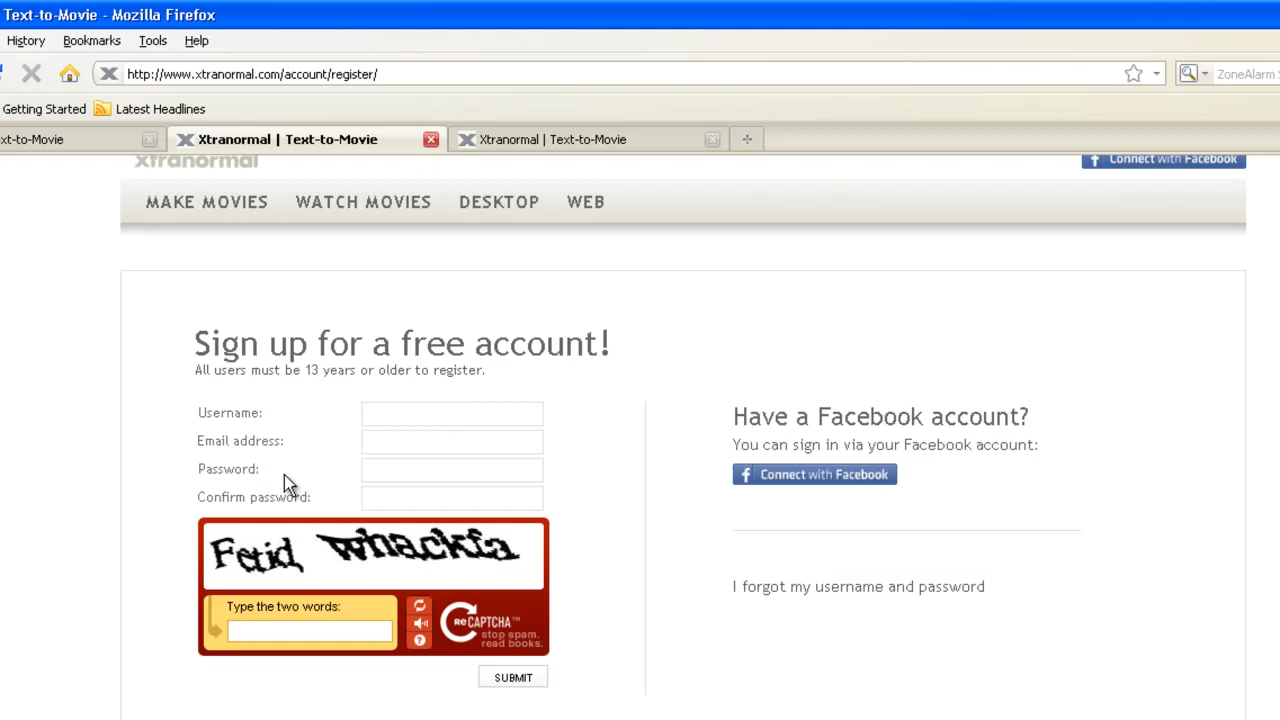 Text-to-Movie - Mozilla Firefox
History Bookmarks Tools Help
http://www.xtranormal.com/account/register/ ZoneAlarm S
Getting Started Latest Headlines
xt-to-Movie Xtranormal | Text-to-Movie Xtranormal | Text-to-Movie
xtranormal Connect with Facebook
MAKE MOVIES WATCH MOVIES DESKTOP WEB
Sign up for a free account!
All users must be 13 years or older to register.
Username:
Email address:
Password:
Confirm password:
Have a Facebook account?
You can sign in via your Facebook account:
Connect with Facebook
I forgot my username and password
Fetid, whackfa
Type the two words:
reCAPTCHA™
stop spam.
read books.
SUBMIT